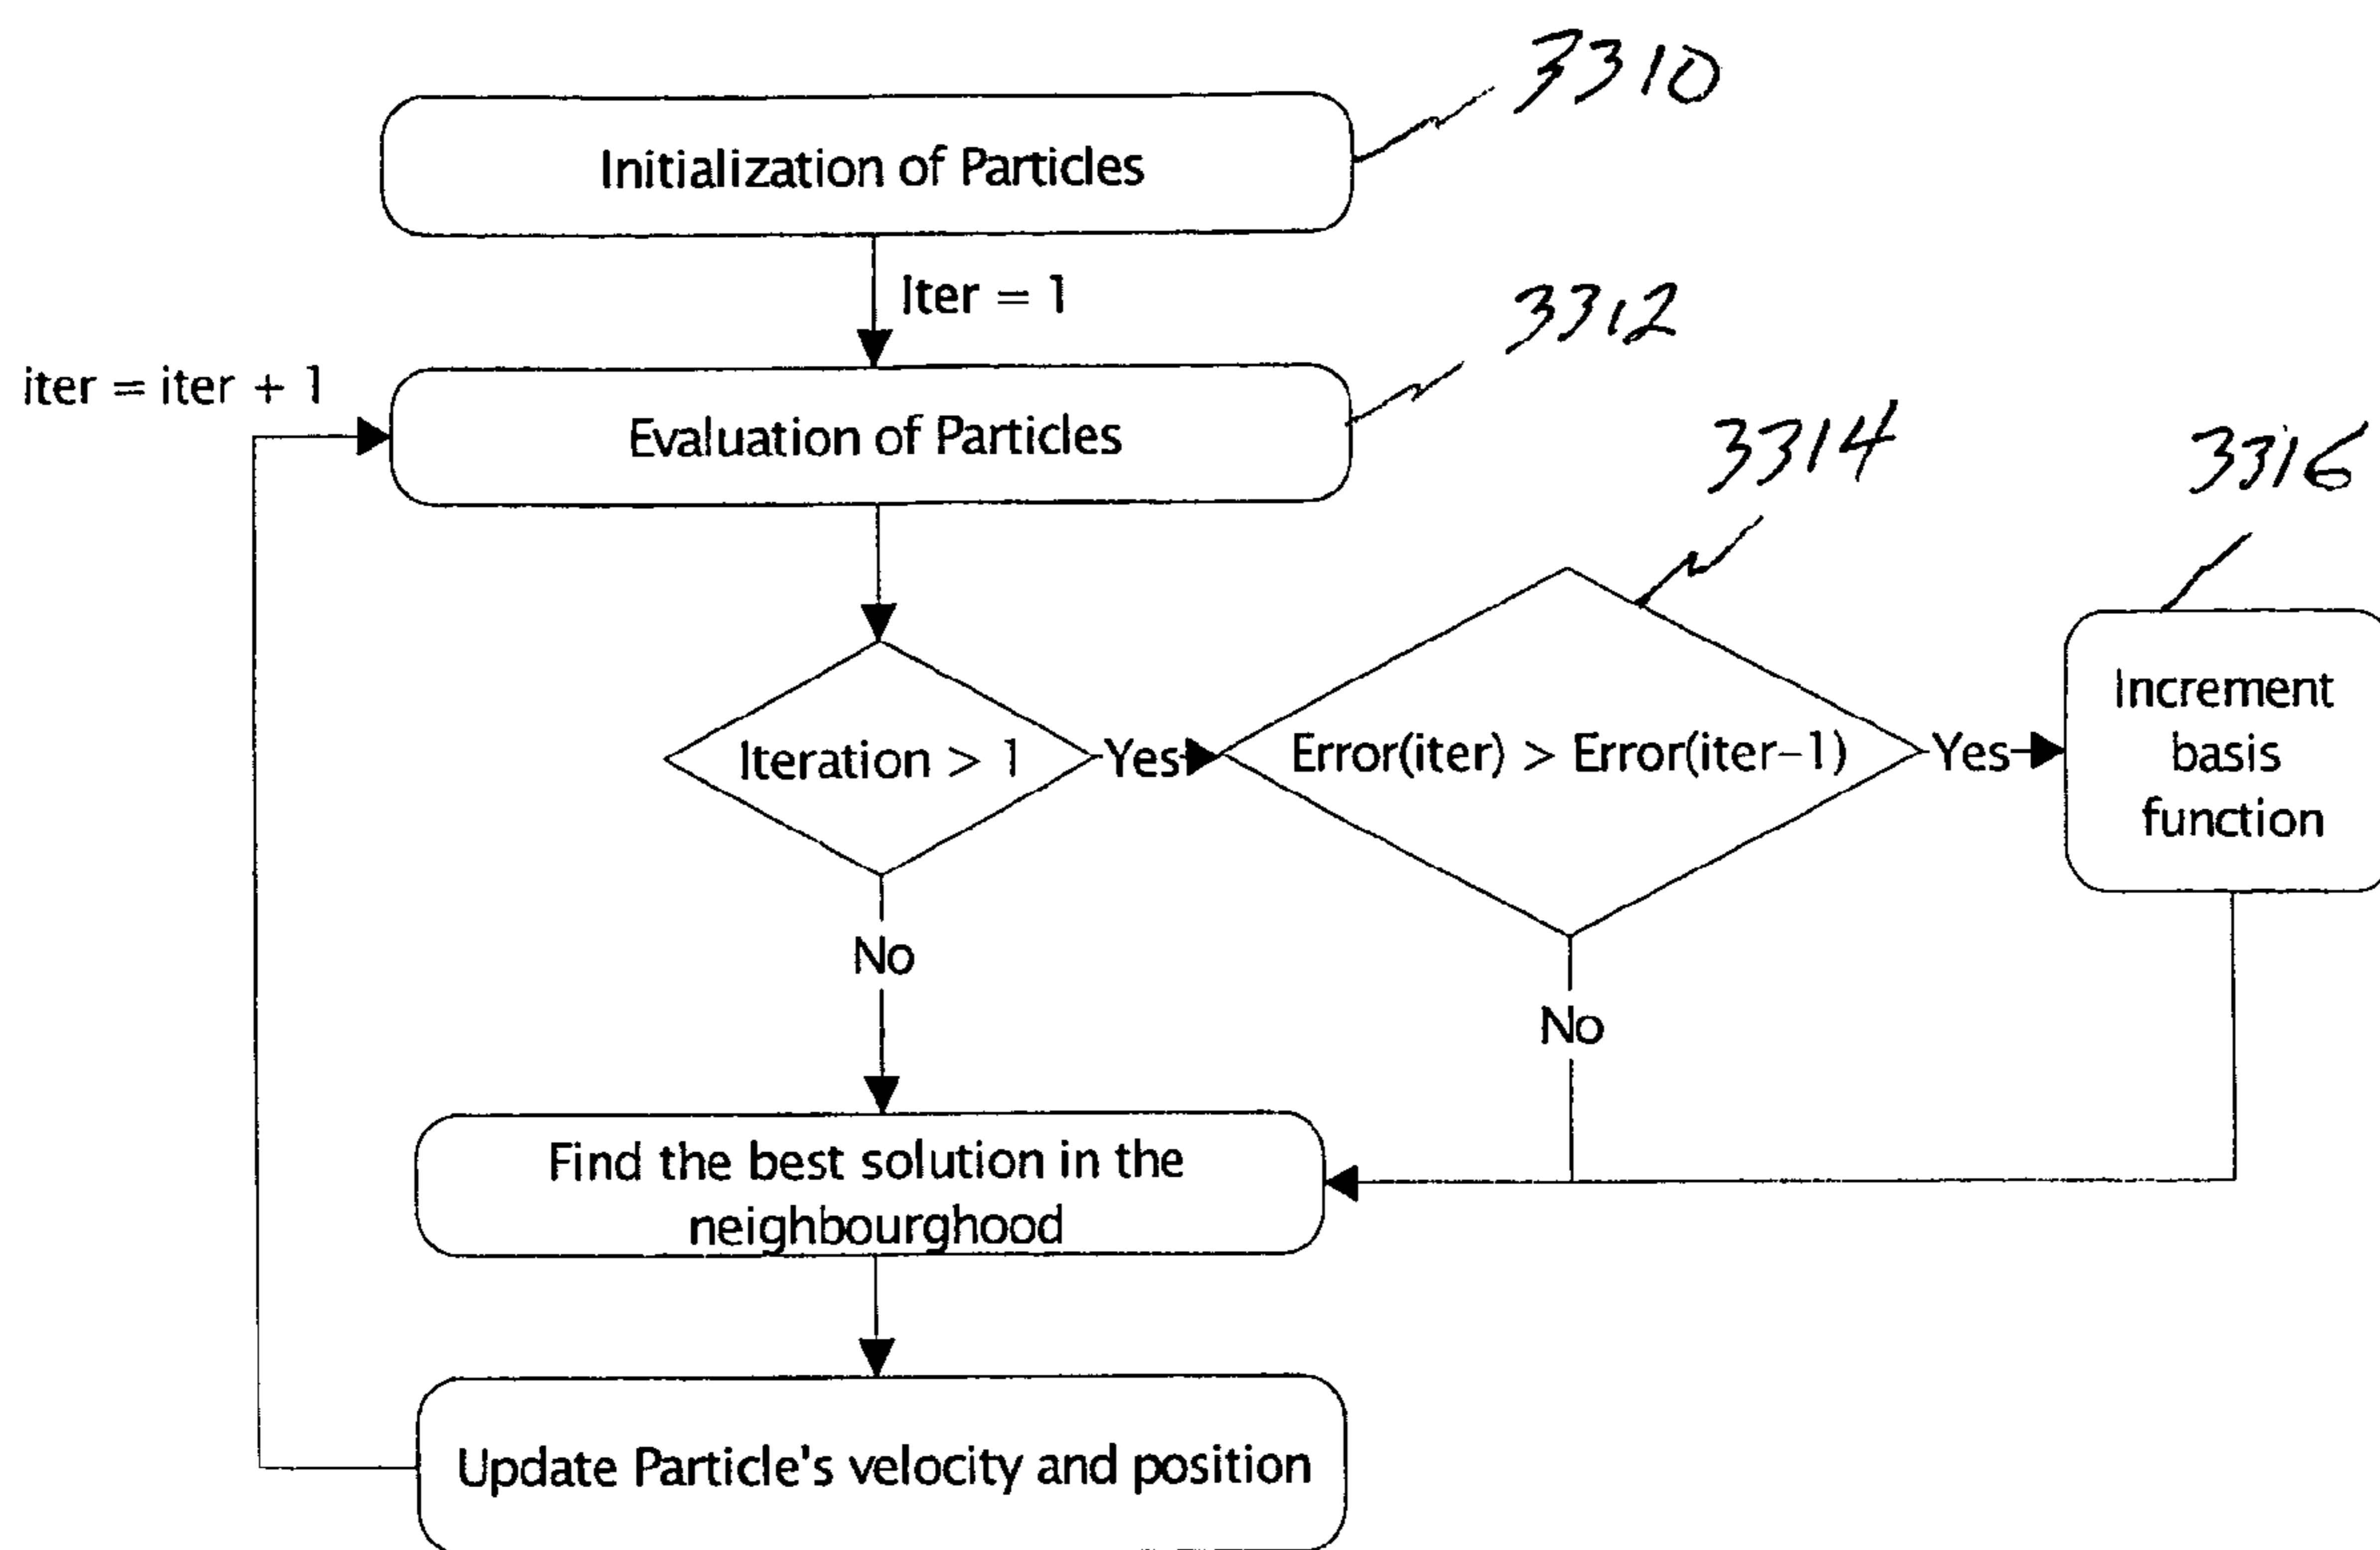 3310
Initialization of Particles
Iter = 1
3312
iter = iter + 1
Evaluation of Particles
3314
3316
Iteration > 1
Yes
Error(iter) > Error(iter-1)
Yes
Increment
basis
function
No
No
Find the best solution in the
neighbourghood
Update Particle's velocity and position